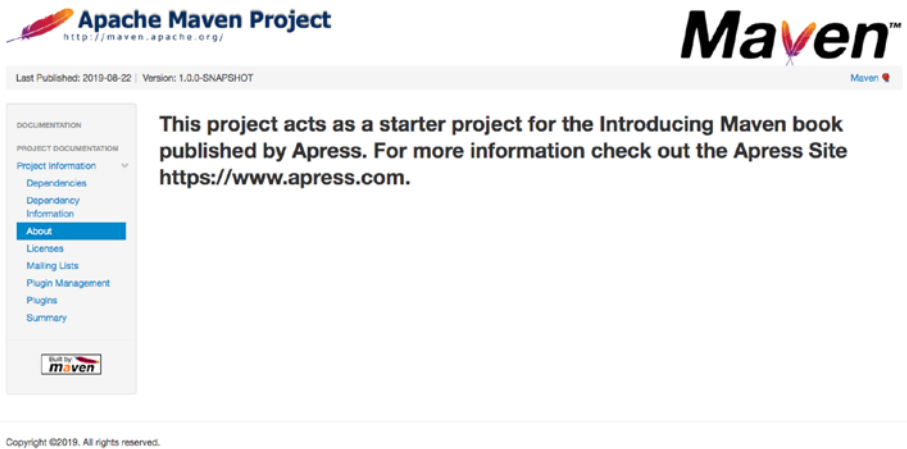 Apache Maven Project
http://maven.apache.org/
Maven™
Last Published: 2019-08-22 | Version: 1.0.0-SNAPSHOT
Maven
DOCUMENTATION
PROJECT DOCUMENTATION
Project Information
Dependencies
Dependency
Information
About
Licenses
Mailing Lists
Plugin Management
Plugins
Summary
Built by:
maven
This project acts as a starter project for the Introducing Maven book
published by Apress. For more information check out the Apress Site
https://www.apress.com.
Copyright ©2019. All rights reserved.